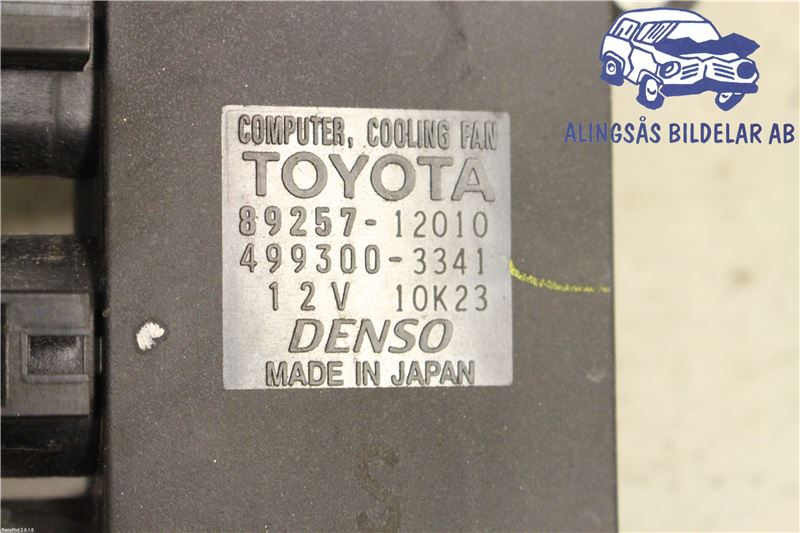 COMPUTER, COOLING FAN
TOYOTA
89257-12010
499300-3341
12V 10K23
DENSO
MADE IN JAPAN
S
ALINGSÅS BILDELAR AB